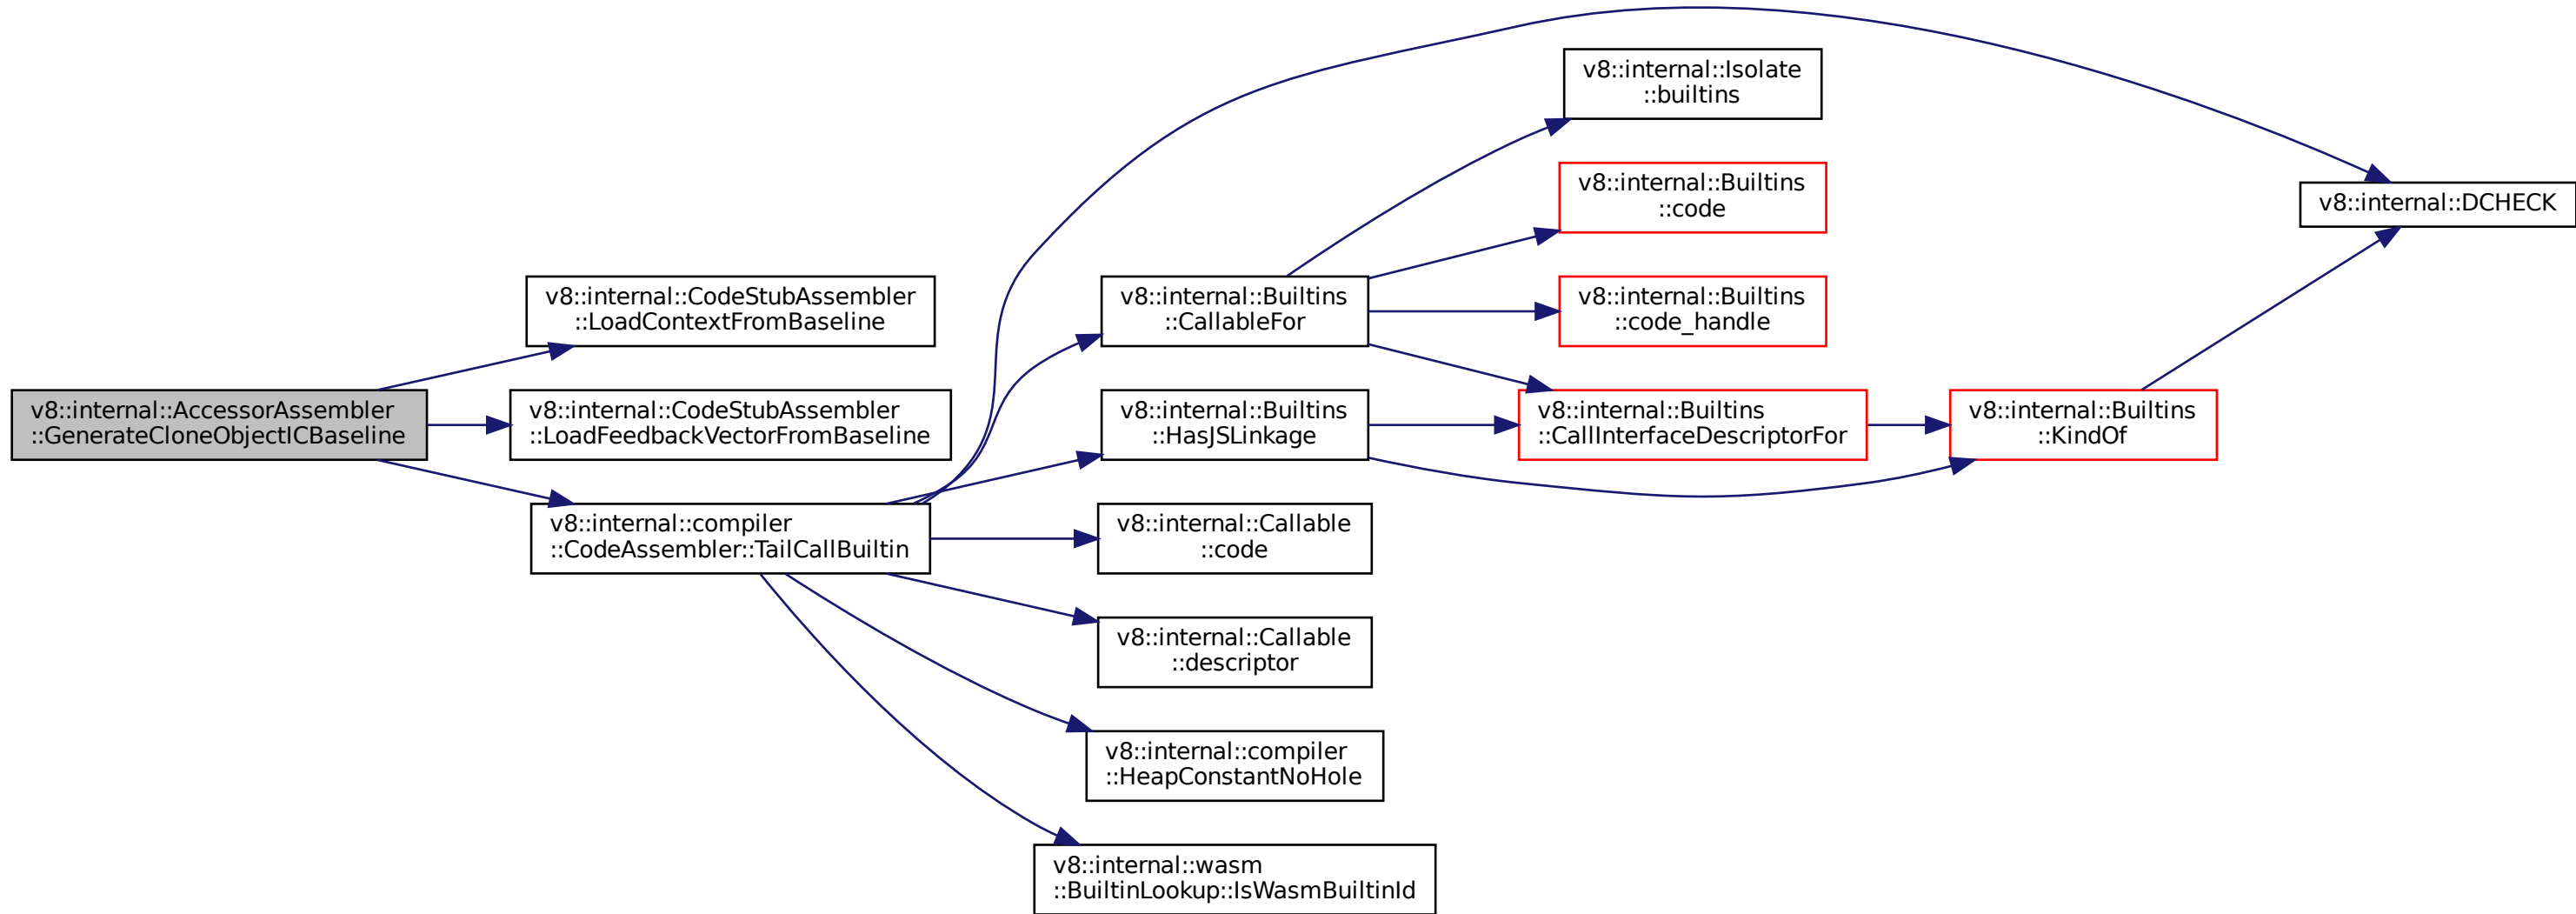 v8::internal::Isolate
::builtins
v8::internal::Builtins
::code
v8::internal::DCHECK
v8::internal::CodeStubAssembler
::LoadContextFromBaseline
v8::internal::Builtins
::CallableFor
v8::internal::Builtins
::code_handle
v8::internal::AccessorAssembler
::GenerateCloneObjectICBaseline
v8::internal::CodeStubAssembler
::LoadFeedbackVectorFromBaseline
v8::internal::Builtins
::HasJSLinkage
v8::internal::Builtins
::CallInterfaceDescriptorFor
v8::internal::Builtins
::KindOf
v8::internal::compiler
::CodeAssembler::TailCallBuiltin
v8::internal::Callable
::code
v8::internal::Callable
::descriptor
v8::internal::compiler
::HeapConstantNoHole
v8::internal::wasm
::BuiltinLookup::IsWasmBuiltinId